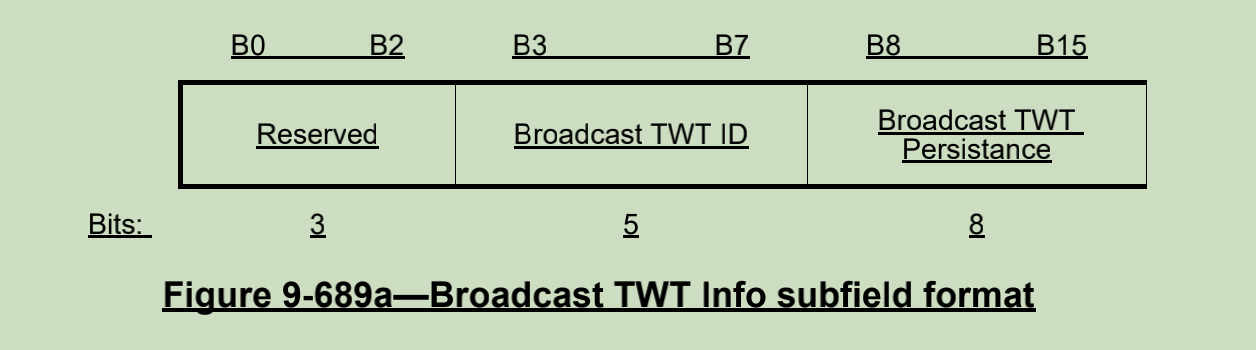 B0 B2 B3 B7 B8 B15
Reserved Broadcast TWT ID Broadcast TWT
Persistance
Bits: 3 5 8
Figure 9-689a—Broadcast TWT Info subfield format